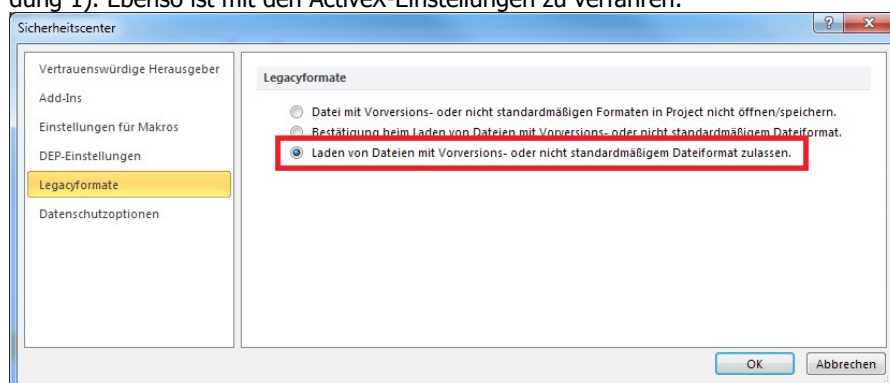 dung 1). Ebenso ist mit den ActiveX-Einstellungen zu verfahren.
Sicherheitscenter
Vertrauenswürdige Herausgeber
Add-Ins
Einstellungen für Makros
DEP-Einstellungen
Legacyformate
Datenschutzoptionen
Legacyformate
Datei mit Vorversions- oder nicht standardmäßigen Formaten in Project nicht öffnen/speichern.
Bestätigung beim Laden von Dateien mit Vorversions- oder nicht standardmäßigem Dateiformat.
Laden von Dateien mit Vorversions- oder nicht standardmäßigem Dateiformat zulassen.
OK
Abbrechen